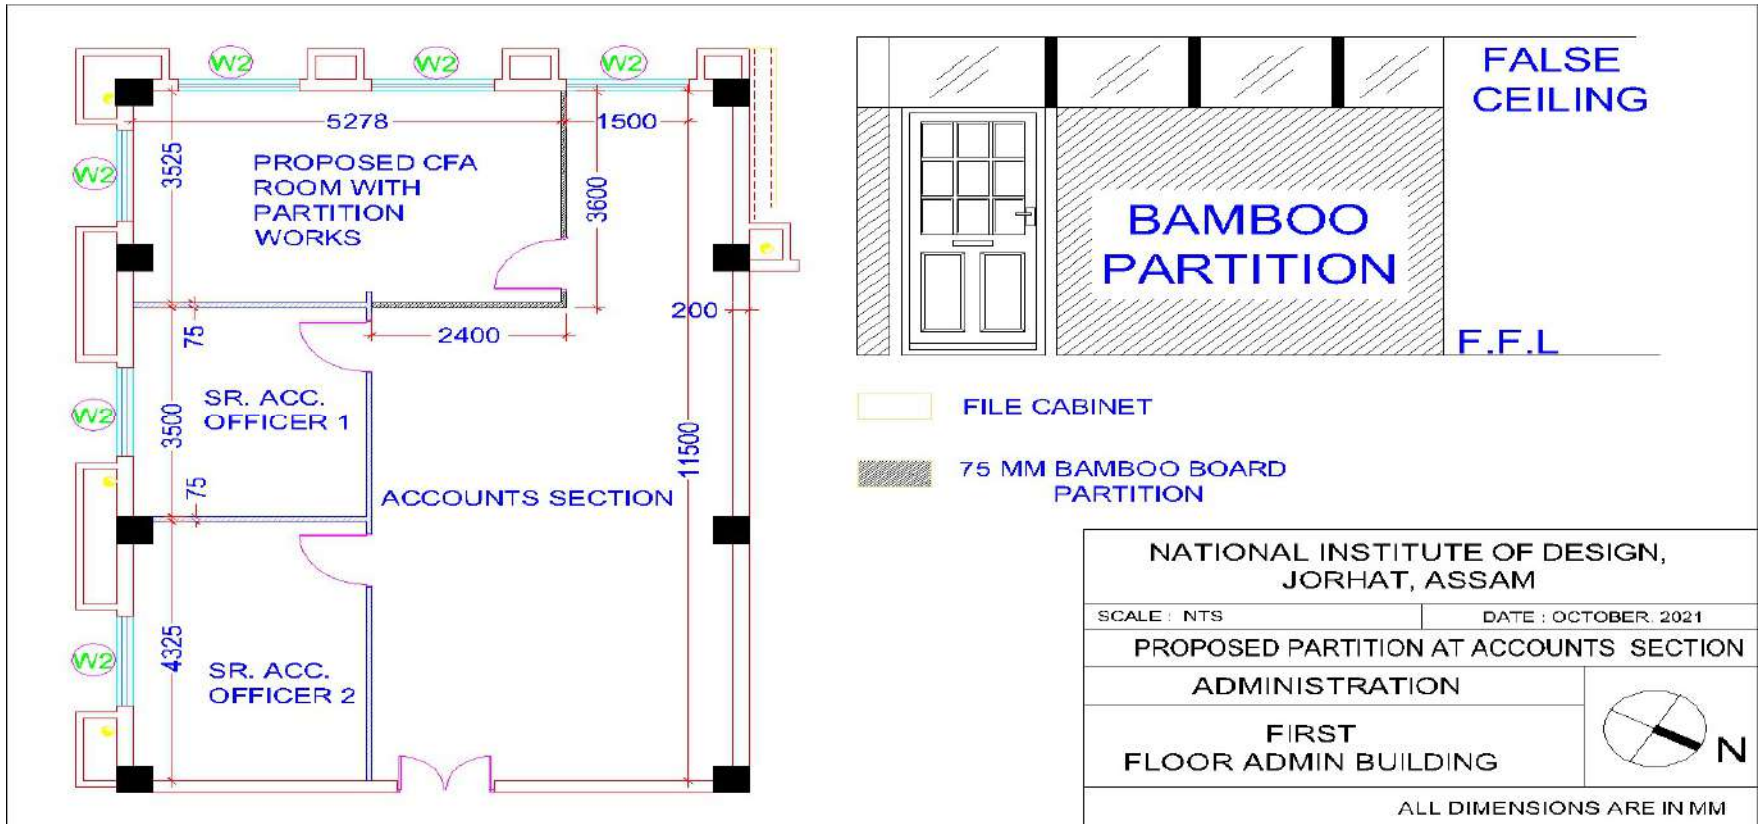 W2
W2
W2
5278
1500
W2
3525
PROPOSED CFA
ROOM WITH
PARTITION
WORKS
3600
200
75
2400
W2
SR. ACC.
OFFICER 1
3500
11500
75
ACCOUNTS SECTION
W2
4325
SR. ACC.
OFFICER 2
FALSE
CEILING
BAMBOO
PARTITION
F.F.L
FILE CABINET
75 MM BAMBOO BOARD
PARTITION
NATIONAL INSTITUTE OF DESIGN,
JORHAT, ASSAM
SCALE : NTS
DATE : OCTOBER. 2021
PROPOSED PARTITION AT ACCOUNTS SECTION
ADMINISTRATION
FIRST
FLOOR ADMIN BUILDING
N
ALL DIMENSIONS ARE IN MM